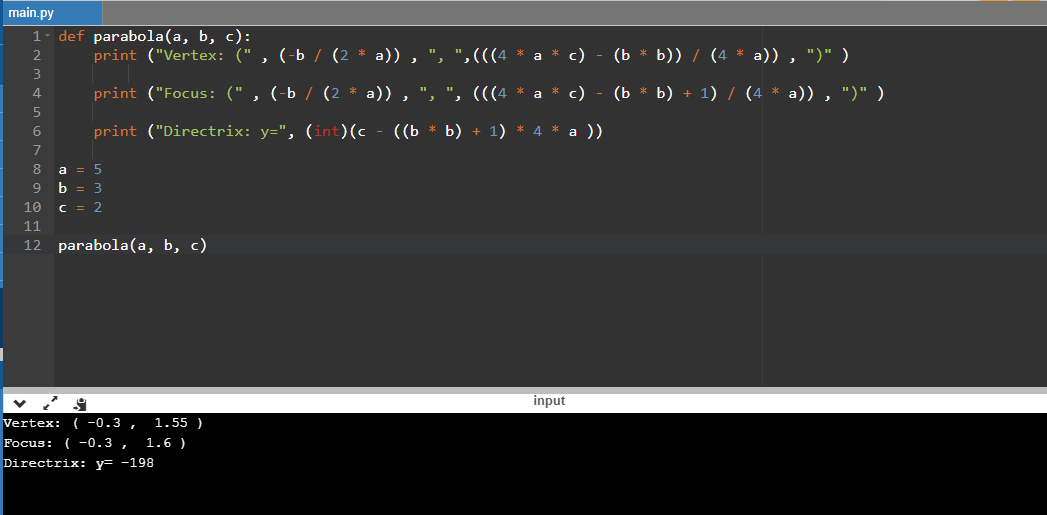 main.py
1 def parabola(a, b, c):
2 print ("Vertex: (" , (-b / (2 * a)) , ", ",(((4 * a * c) - (b * b)) / (4 * a)) , ")" )
3
4 print ("Focus: (" , (-b / (2 * a)) , ", ", (((4 * a * c) - (b * b) + 1) / (4 * a)) , ")" )
5
6 print ("Directrix: y=", (int)(c - ((b * b) + 1) * 4 * a ))
7
8 a = 5
9 b = 3
10 c = 2
11
12 parabola(a, b, c)
input
Vertex: ( -0.3 ,  1.55 )
Focus: ( -0.3 ,  1.6 )
Directrix: y= -198